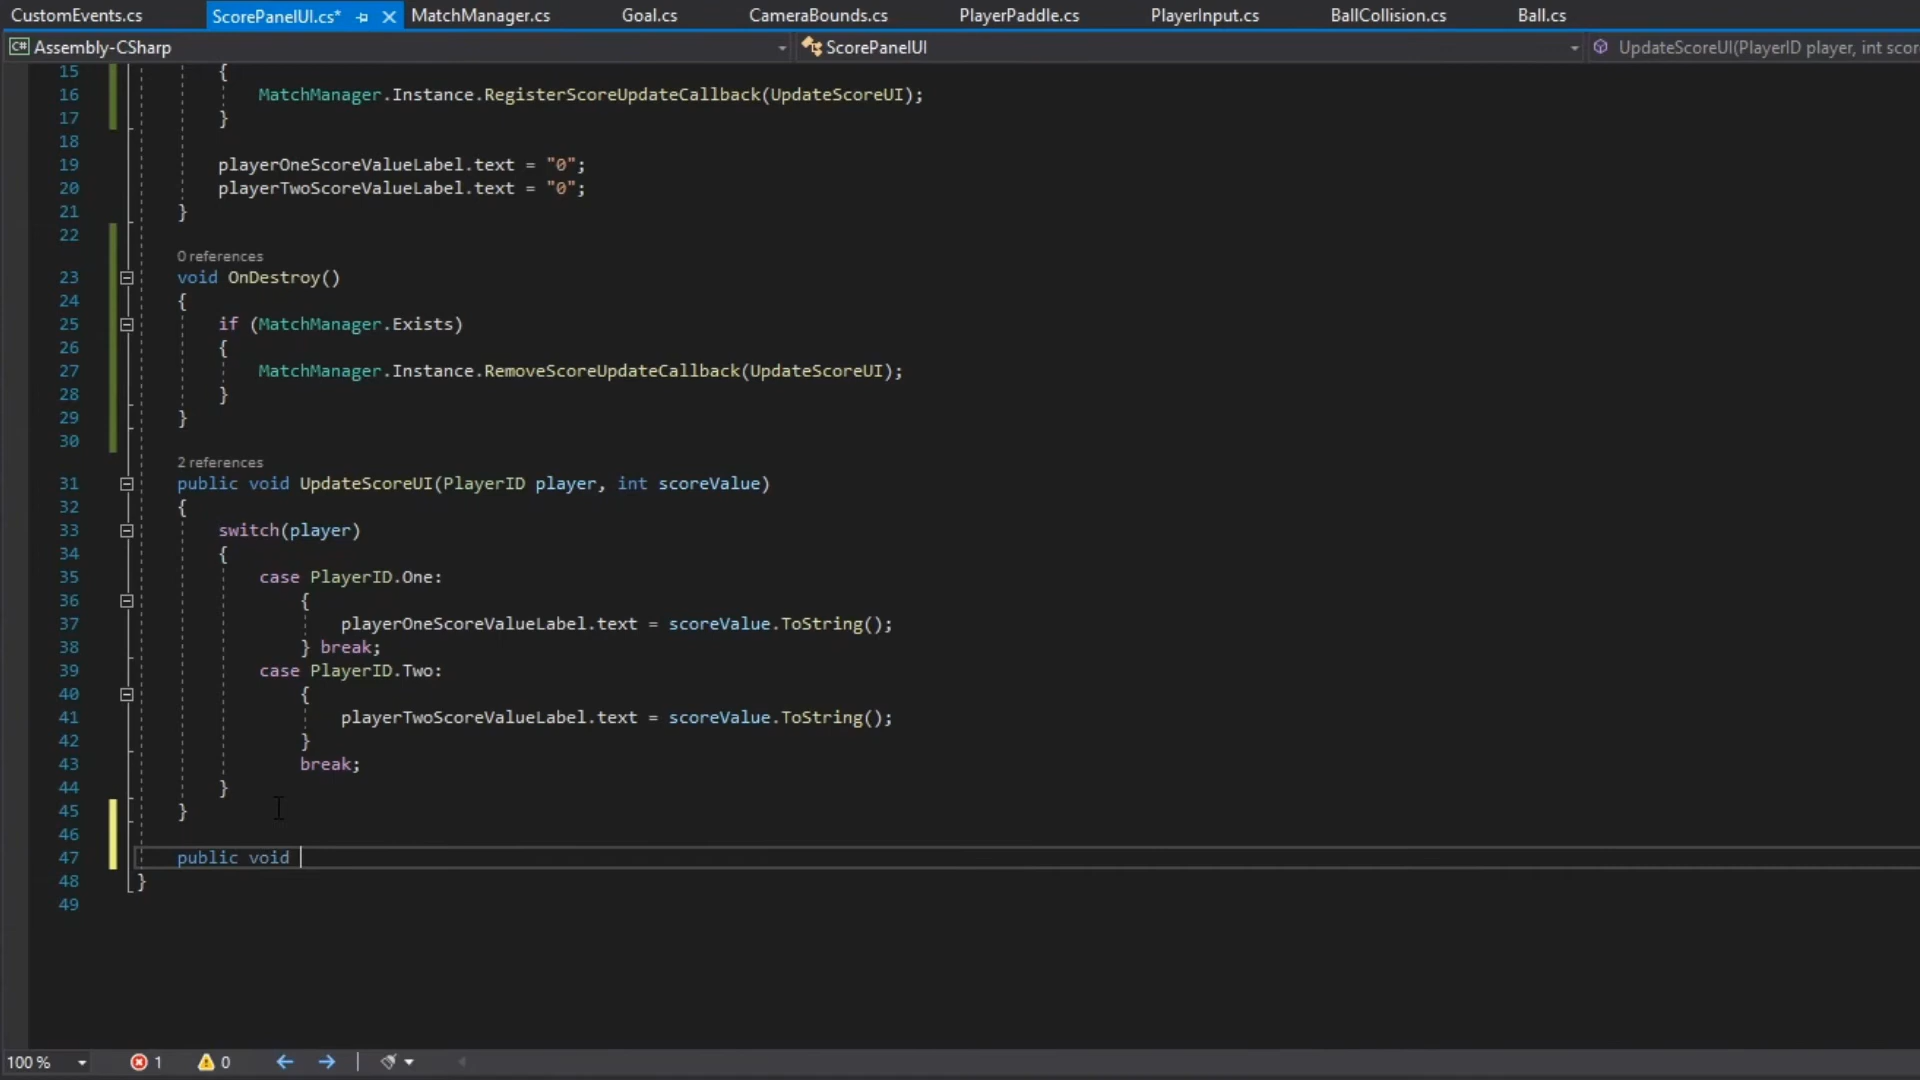 CustomEvents.cs ScorePanelUI.cs* MatchManager.cs Goal.cs CameraBounds.cs PlayerPaddle.cs PlayerInput.cs BallCollision.cs Ball.cs
C# Assembly-CSharp ScorePanelUI UpdateScoreUI(PlayerID player, int score
15 {
16 MatchManager.Instance.RegisterScoreUpdateCallback(UpdateScoreUI);
17 }
18
19 playerOneScoreValueLabel.text = "0";
20 playerTwoScoreValueLabel.text = "0";
21 }
22
0 references
23 void OnDestroy()
24 {
25 if (MatchManager.Exists)
26 {
27 MatchManager.Instance.RemoveScoreUpdateCallback(UpdateScoreUI);
28 }
29 }
30
2 references
31 public void UpdateScoreUI(PlayerID player, int scoreValue)
32 {
33 switch(player)
34 {
35 case PlayerID.One:
36 {
37 playerOneScoreValueLabel.text = scoreValue.ToString();
38 } break;
39 case PlayerID.Two:
40 {
41 playerTwoScoreValueLabel.text = scoreValue.ToString();
42 }
43 break;
44 }
45 }
46
47 public void
48 }
49
100 % 1 0